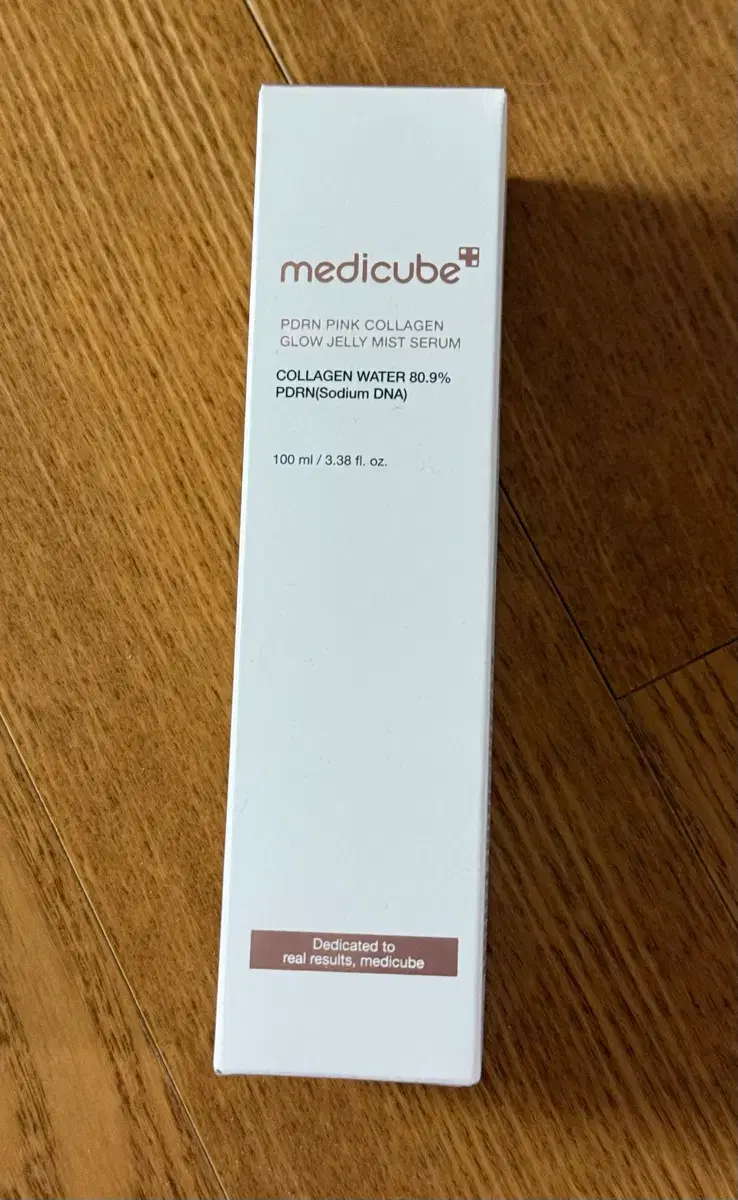 medicube
PDRN PINK COLLAGEN
GLOW JELLY MIST SERUM
COLLAGEN WATER 80.9%
PDRN(Sodium DNA)
100 ml / 3.38 fl. oz.
Dedicated to
real results, medicube